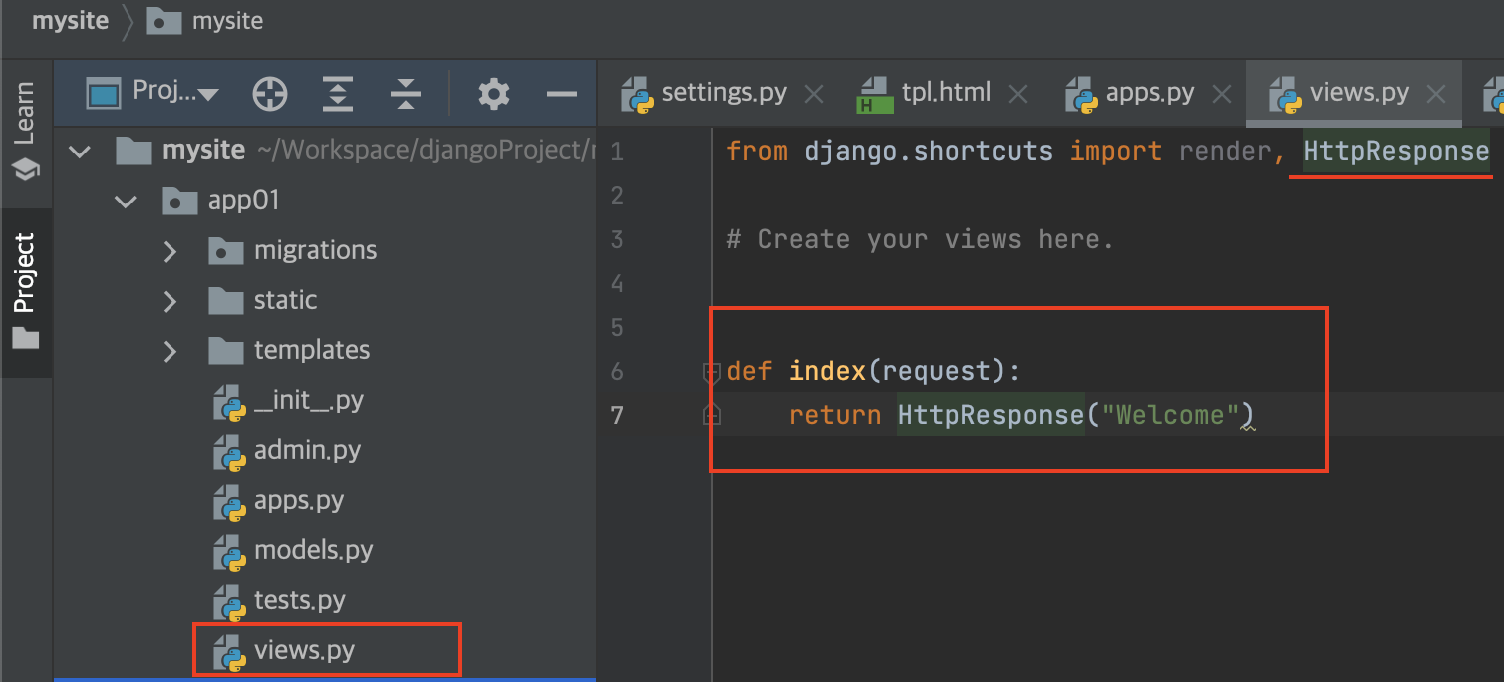 mysite mysite
Learn
Project
Proj...
mysite ~/Workspace/djangoProject/
app01
migrations
static
templates
__init__.py
admin.py
apps.py
models.py
tests.py
views.py
settings.py tpl.html apps.py views.py
H
1 from django.shortcuts import render, HttpResponse
2
3 # Create your views here.
4
5
6 def index(request):
7 return HttpResponse("Welcome")